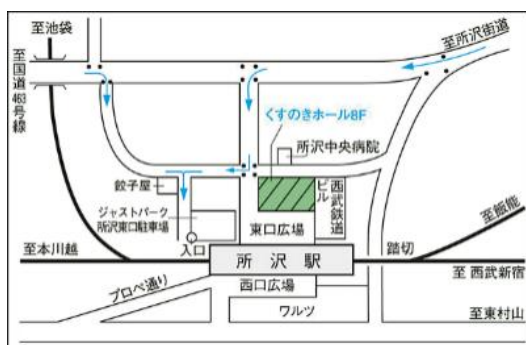 至池袋
至所沢街道
至国道463号線
くすのきホール8F
所沢中央病院
餃子屋
ジャストパーク
所沢東口駐車場
西武鉄道
ビル
東口広場
至飯能
入口
至本川越
所沢駅
踏切
プロペ通り
西口広場
至 西武新宿
ワルツ
至東村山